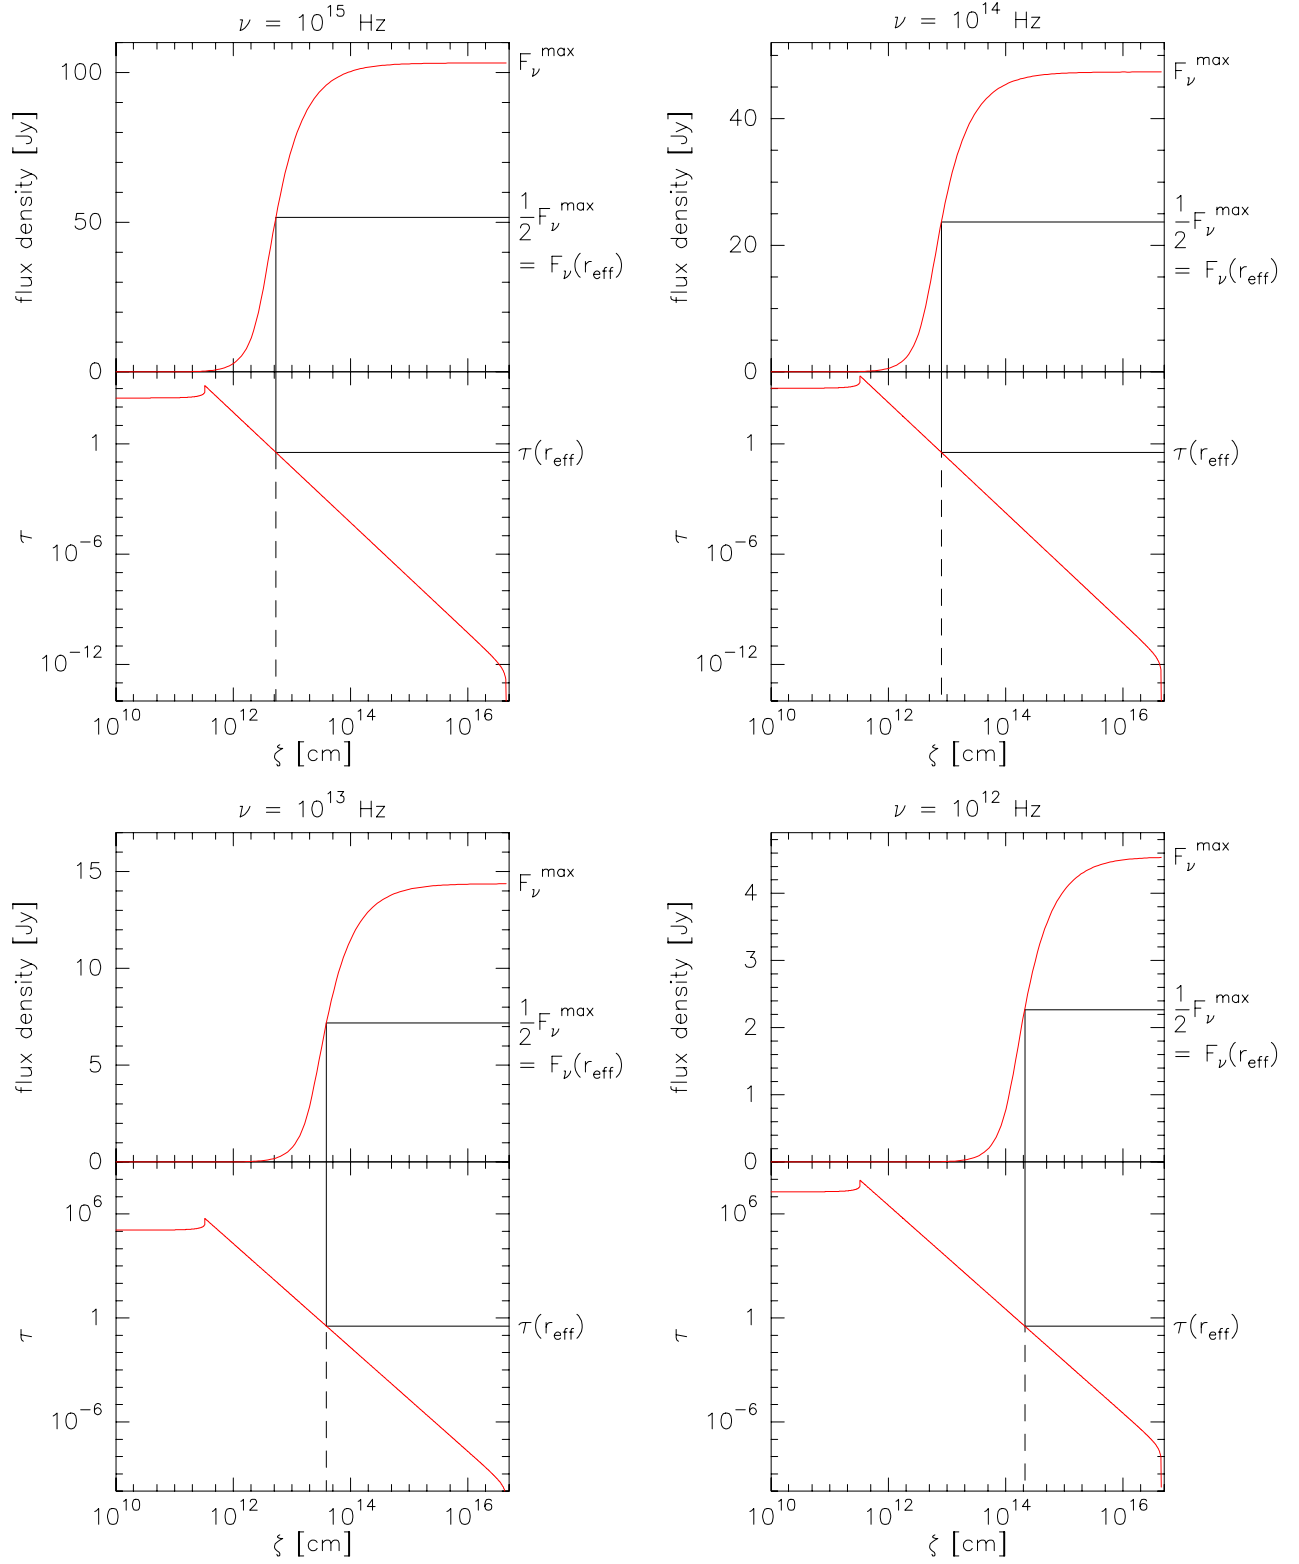 ν = 10^15 Hz
flux density [Jy]
100
50
0
F_ν^max
1/2 F_ν^max
= F_ν(r_eff)
τ
1
10^-6
10^-12
τ(r_eff)
10^10 10^12 10^14 10^16
ζ [cm]
ν = 10^14 Hz
flux density [Jy]
40
20
0
F_ν^max
1/2 F_ν^max
= F_ν(r_eff)
τ
1
10^-6
10^-12
τ(r_eff)
10^10 10^12 10^14 10^16
ζ [cm]
ν = 10^13 Hz
flux density [Jy]
15
10
5
0
F_ν^max
1/2 F_ν^max
= F_ν(r_eff)
τ
10^6
1
10^-6
τ(r_eff)
10^10 10^12 10^14 10^16
ζ [cm]
ν = 10^12 Hz
flux density [Jy]
4
3
2
1
0
F_ν^max
1/2 F_ν^max
= F_ν(r_eff)
τ
10^6
1
10^-6
τ(r_eff)
10^10 10^12 10^14 10^16
ζ [cm]